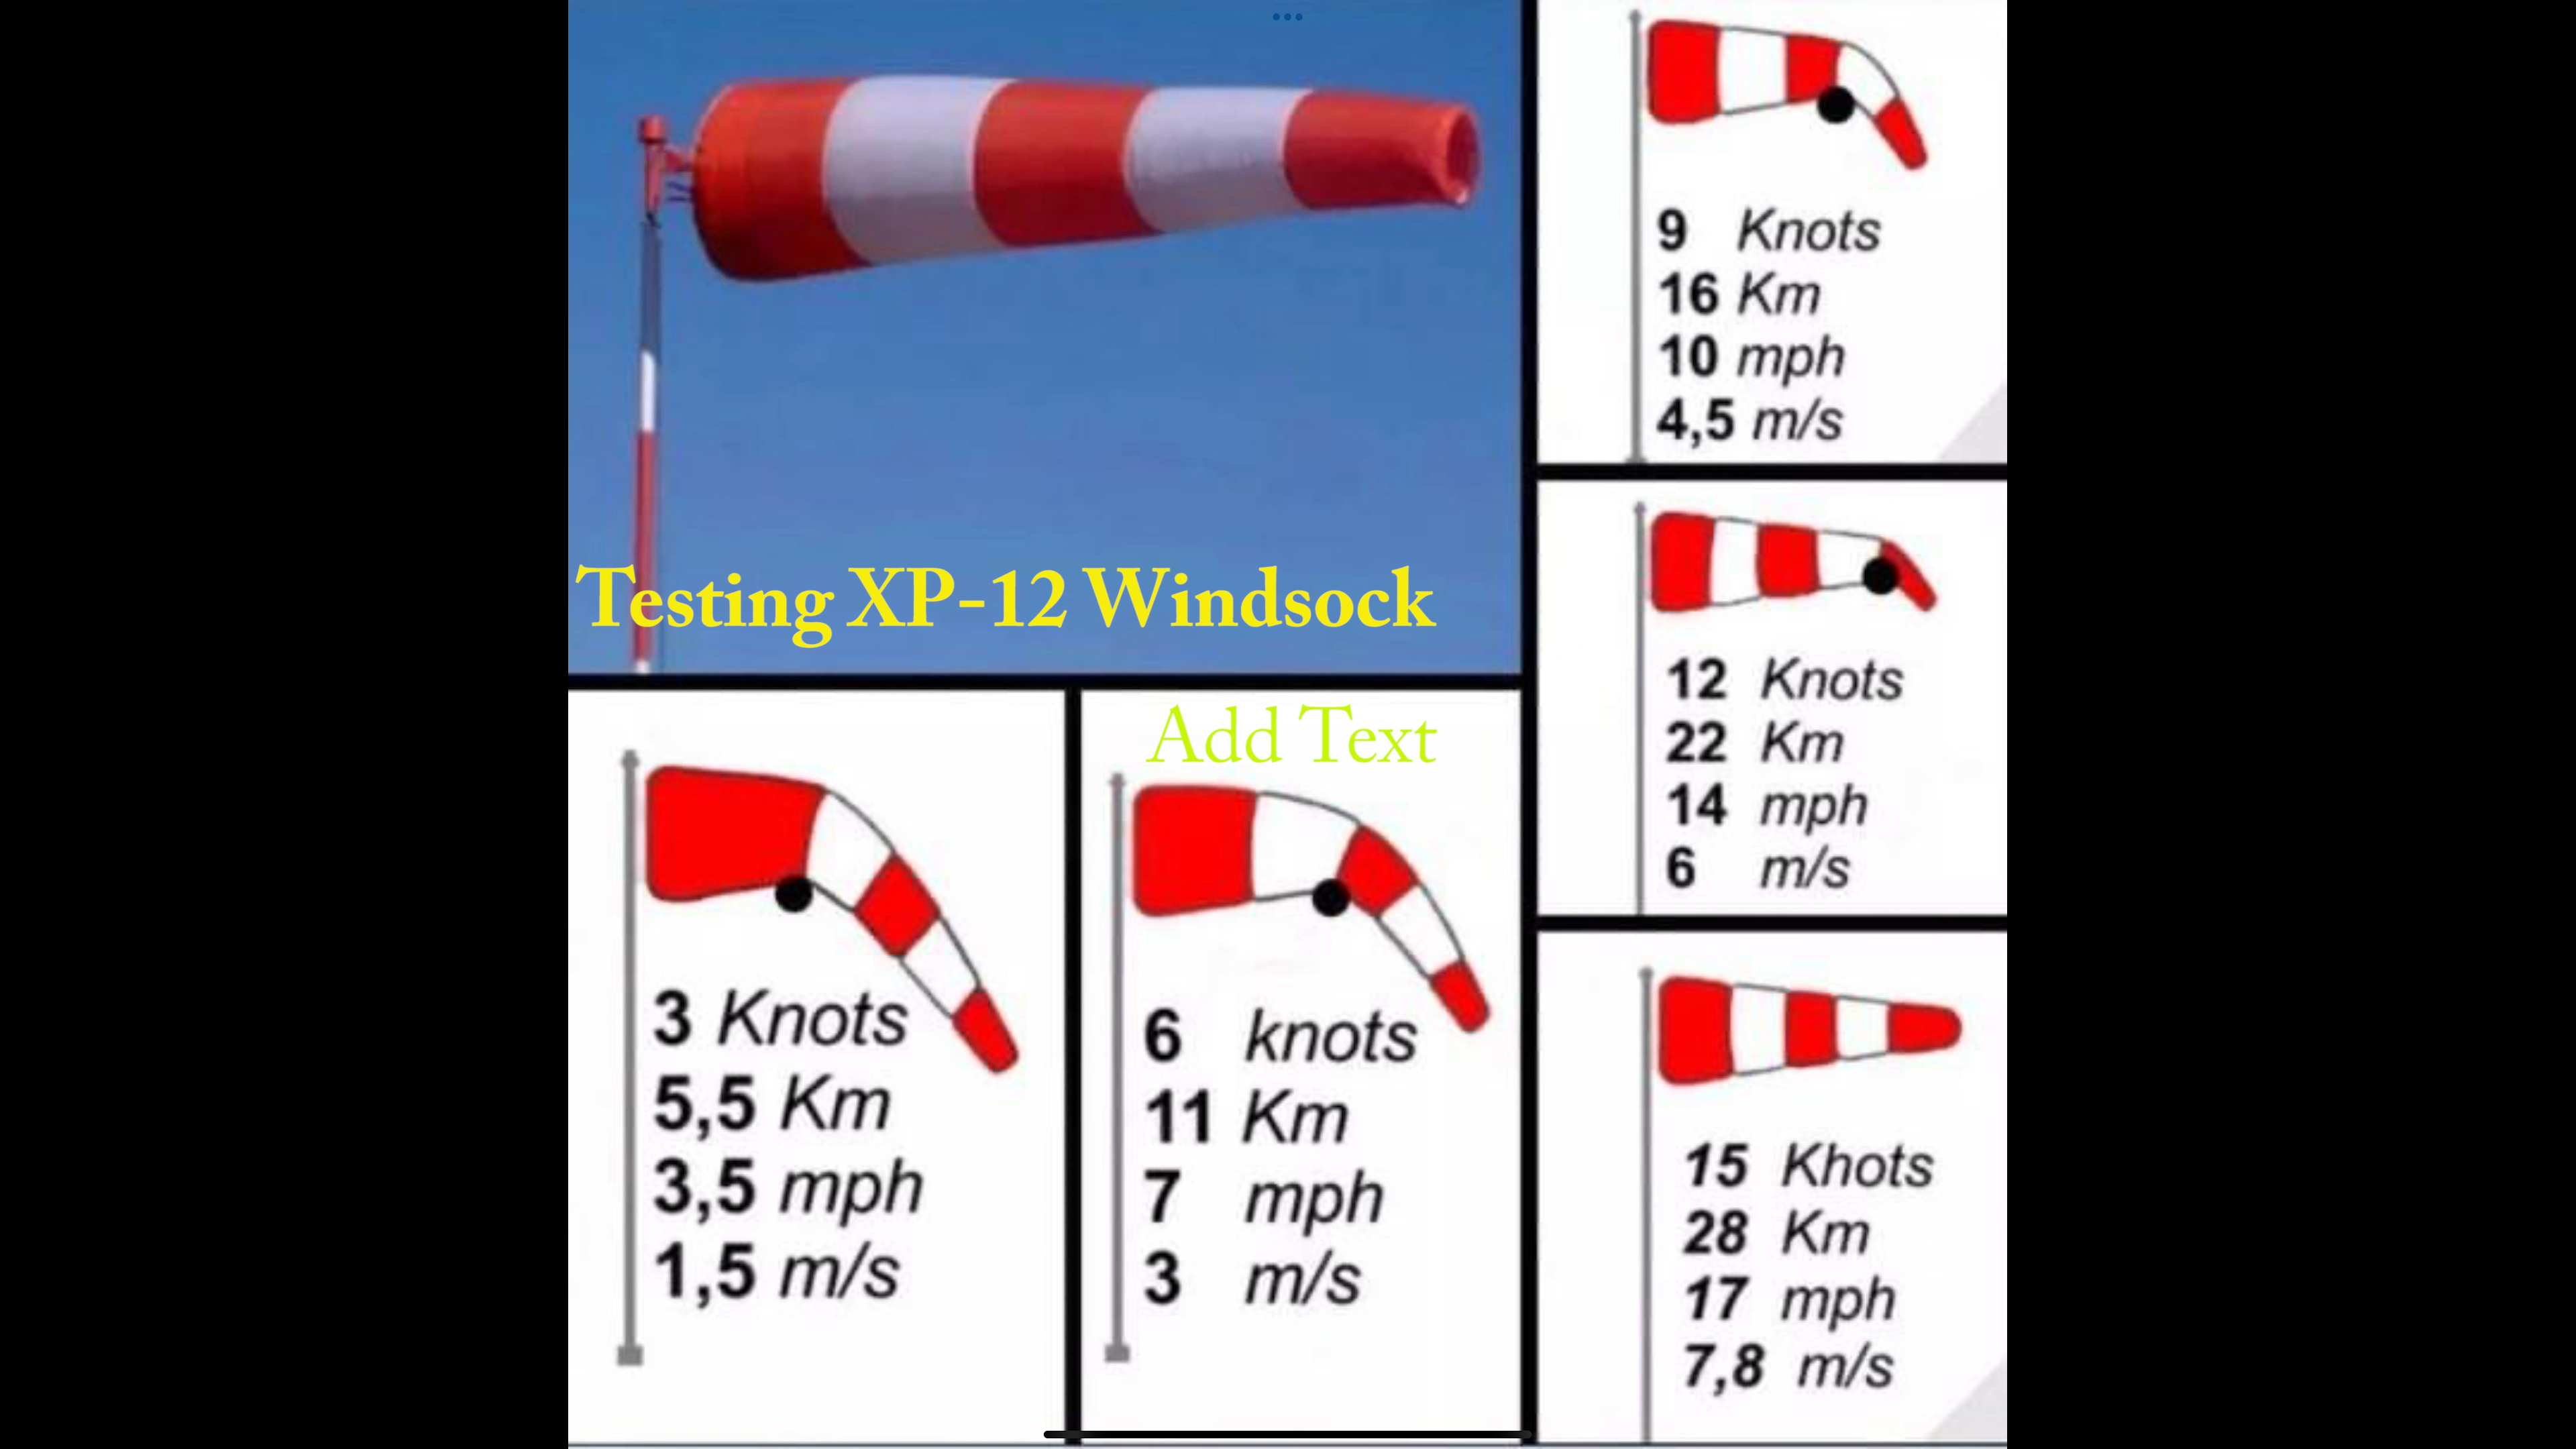 Testing XP-12 Windsock
Add Text
3 Knots
5,5 Km
3,5 mph
1,5 m/s
6 knots
11 Km
7 mph
3 m/s
9 Knots
16 Km
10 mph
4,5 m/s
12 Knots
22 Km
14 mph
6 m/s
15 Khots
28 Km
17 mph
7,8 m/s